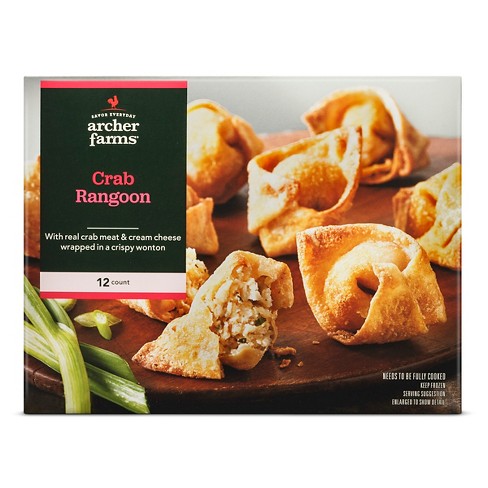 SAVOR EVERYDAY
archer
farms®
Crab
Rangoon
With real crab meat & cream cheese
wrapped in a crispy wonton
12 count
NEEDS TO BE FULLY COOKED
KEEP FROZEN
SERVING SUGGESTION
ENLARGED TO SHOW DETAIL